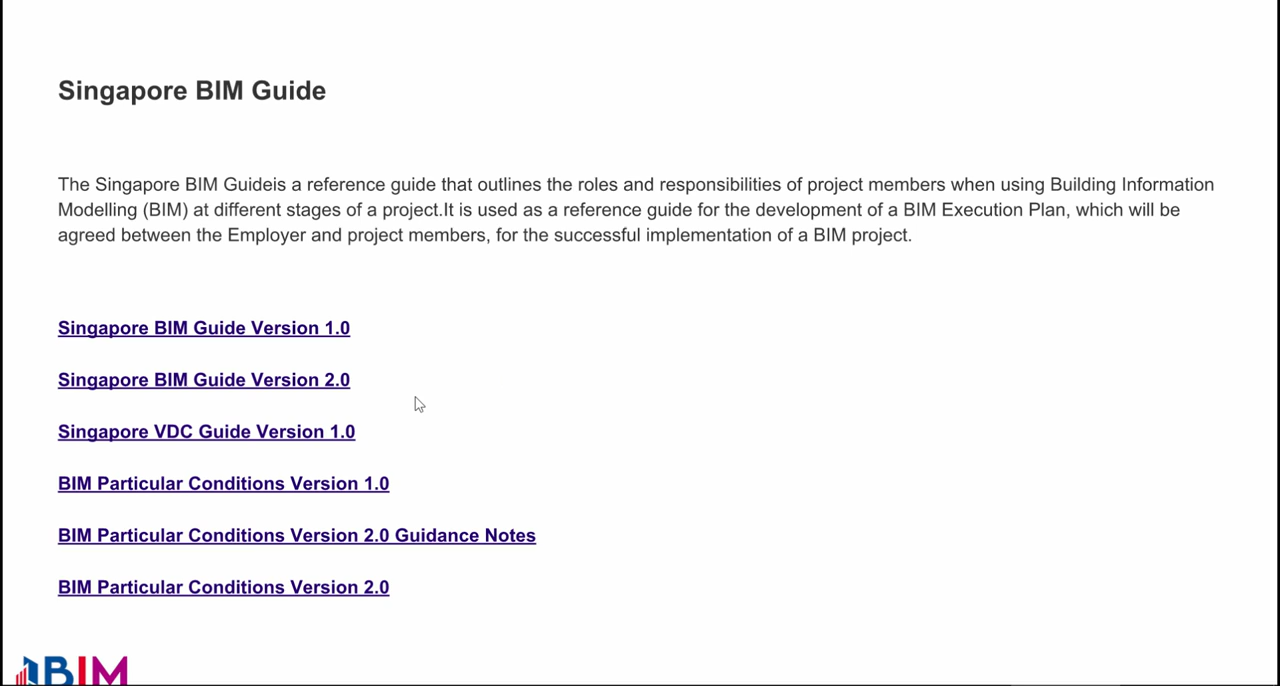 Singapore BIM Guide
The Singapore BIM Guideis a reference guide that outlines the roles and responsibilities of project members when using Building Information
Modelling (BIM) at different stages of a project.It is used as a reference guide for the development of a BIM Execution Plan, which will be
agreed between the Employer and project members, for the successful implementation of a BIM project.
Singapore BIM Guide Version 1.0
Singapore BIM Guide Version 2.0
Singapore VDC Guide Version 1.0
BIM Particular Conditions Version 1.0
BIM Particular Conditions Version 2.0 Guidance Notes
BIM Particular Conditions Version 2.0
BIM